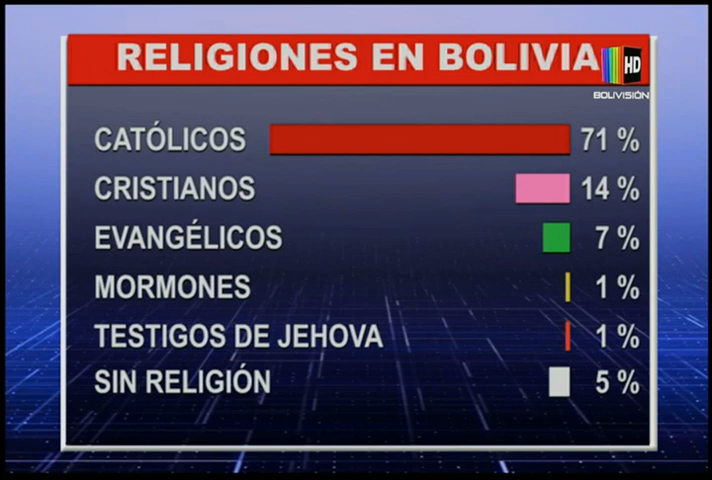 RELIGIONES EN BOLIVIA
HD
BOLIVISIÓN
CATÓLICOS 71 %
CRISTIANOS 14 %
EVANGÉLICOS 7 %
MORMONES 1 %
TESTIGOS DE JEHOVA 1 %
SIN RELIGIÓN 5 %